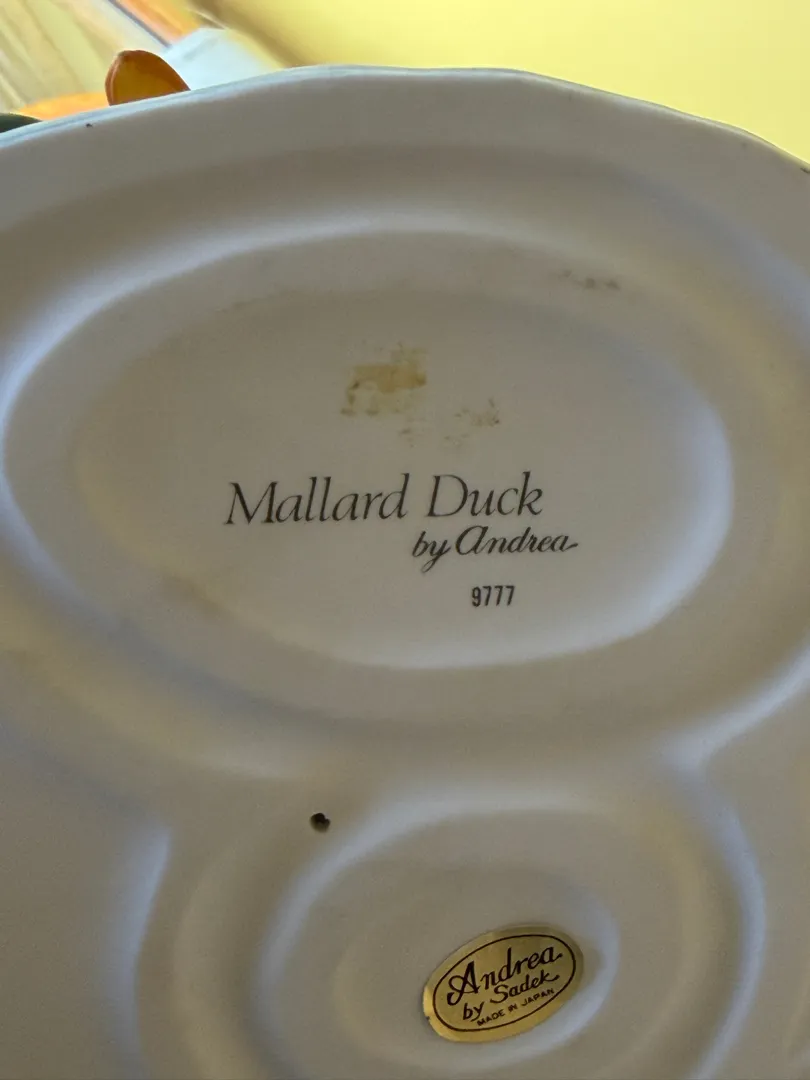 Mallard Duck
by Andrea
9777
Andrea
by Sadek
MADE IN JAPAN